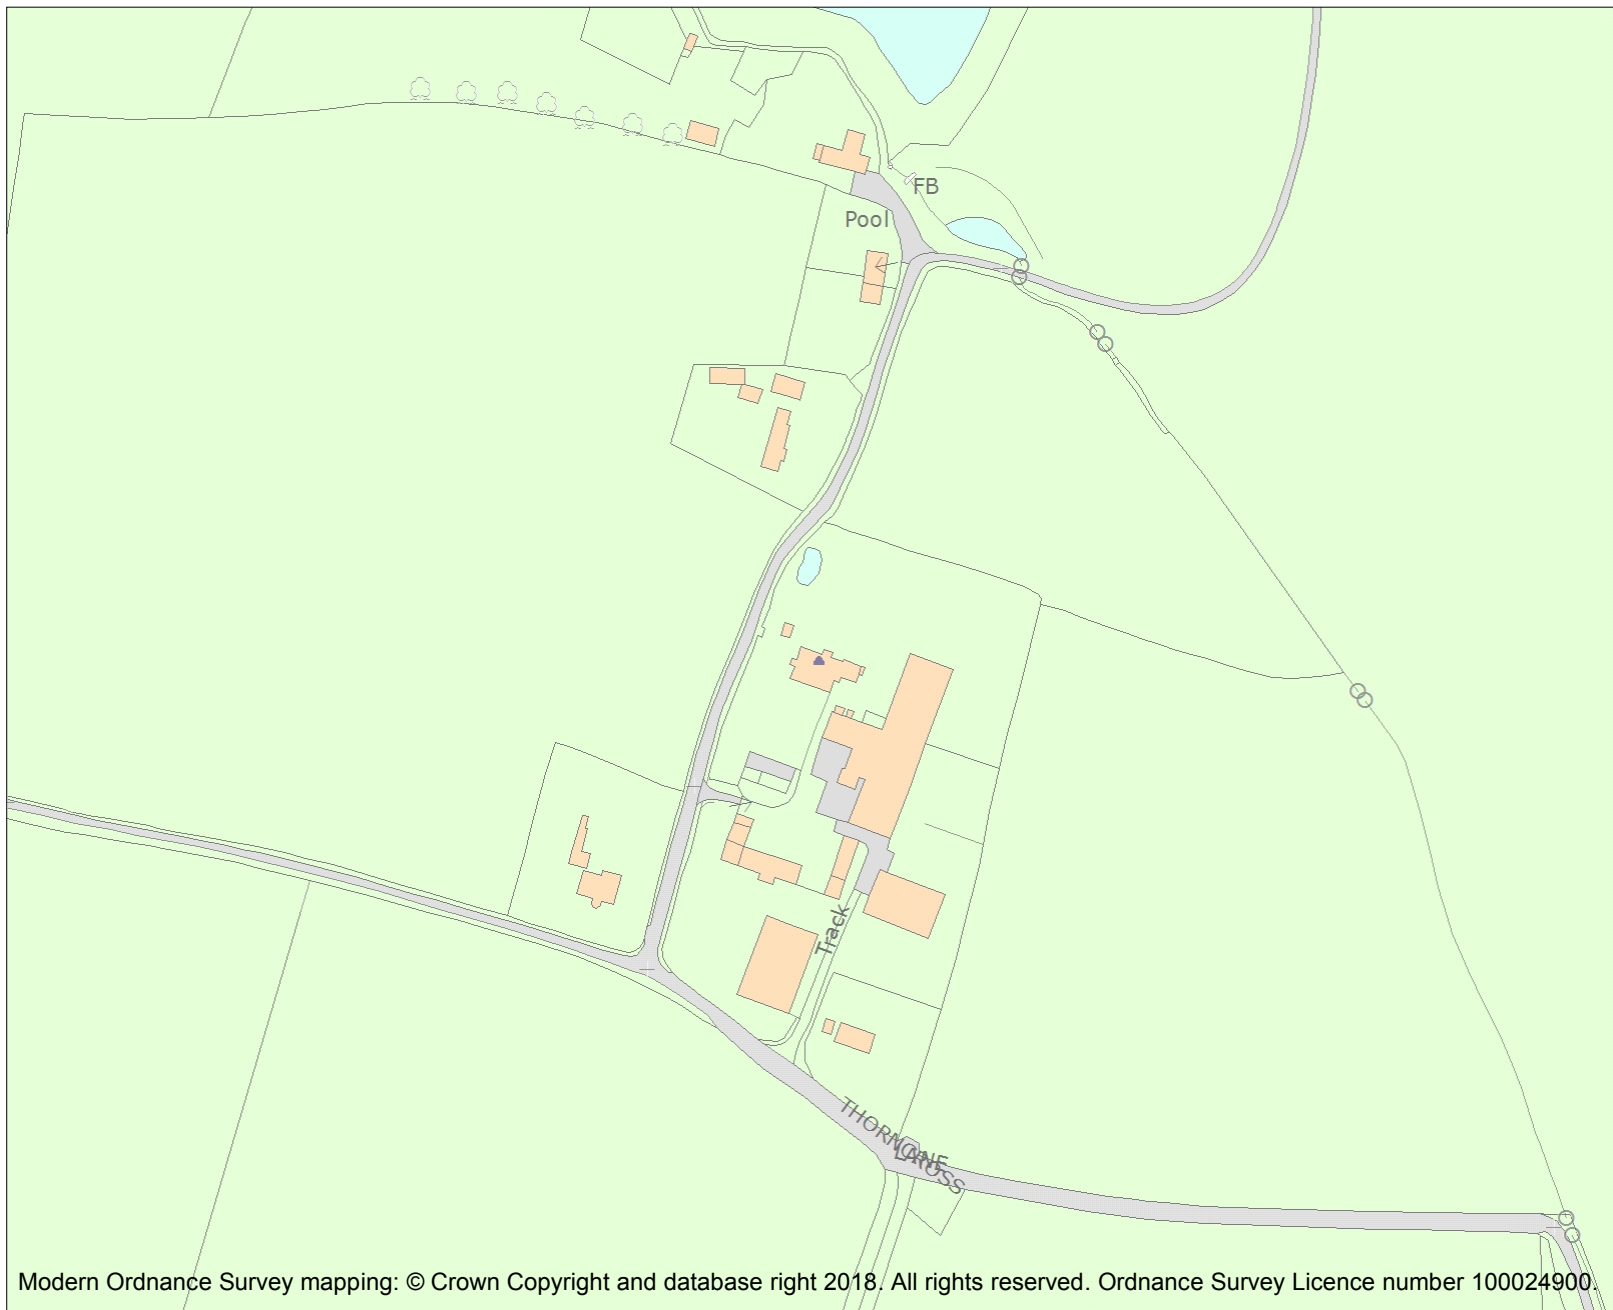 FB
Pool
Track
THORN CROSS
LANE
Modern Ordnance Survey mapping: © Crown Copyright and database right 2018. All rights reserved. Ordnance Survey Licence number 100024900.